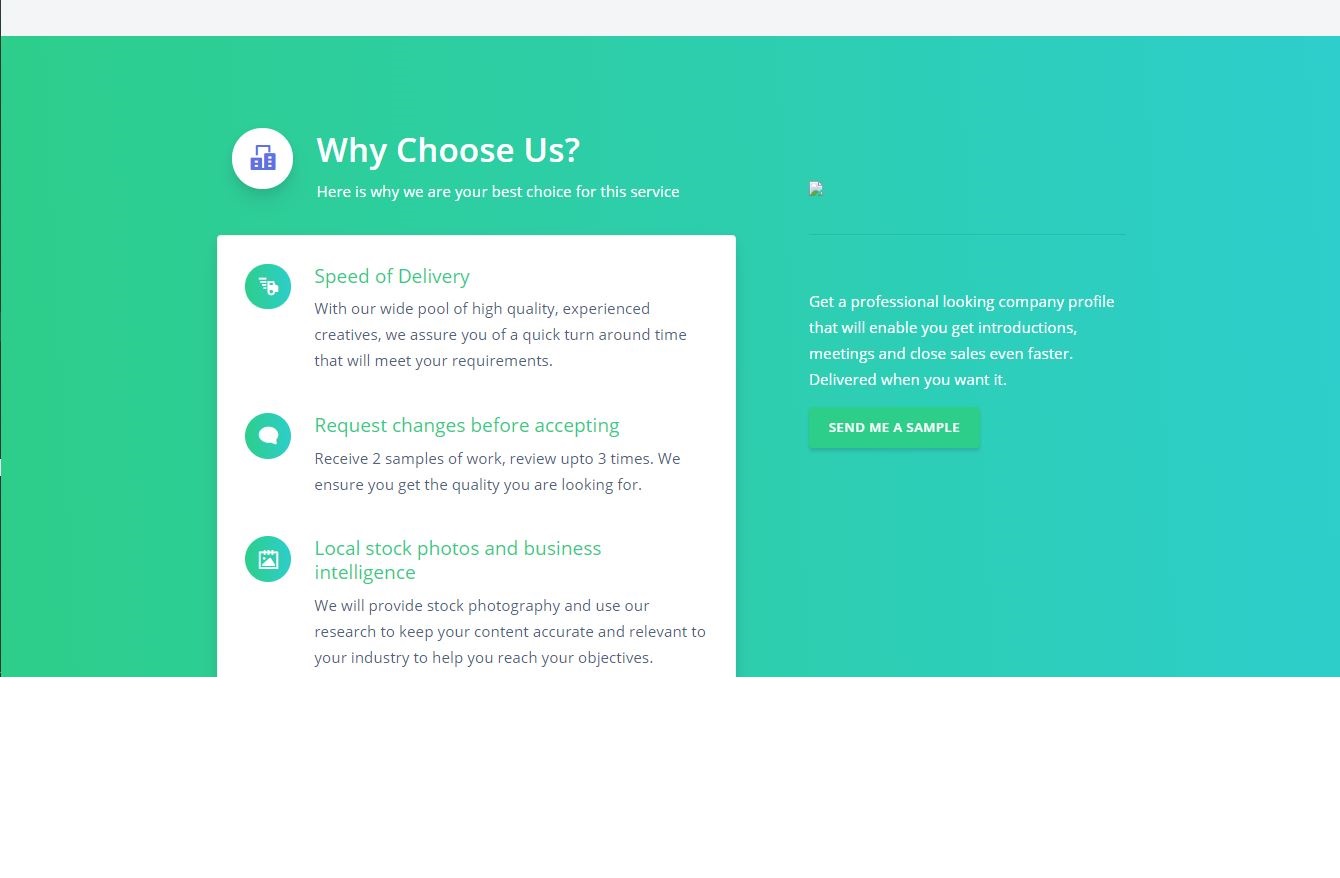 Why Choose Us?
Here is why we are your best choice for this service
Speed of Delivery
With our wide pool of high quality, experienced
creatives, we assure you of a quick turn around time
that will meet your requirements.
Request changes before accepting
Receive 2 samples of work, review upto 3 times. We
ensure you get the quality you are looking for.
Local stock photos and business
intelligence
We will provide stock photography and use our
research to keep your content accurate and relevant to
your industry to help you reach your objectives.
Get a professional looking company profile
that will enable you get introductions,
meetings and close sales even faster.
Delivered when you want it.
SEND ME A SAMPLE